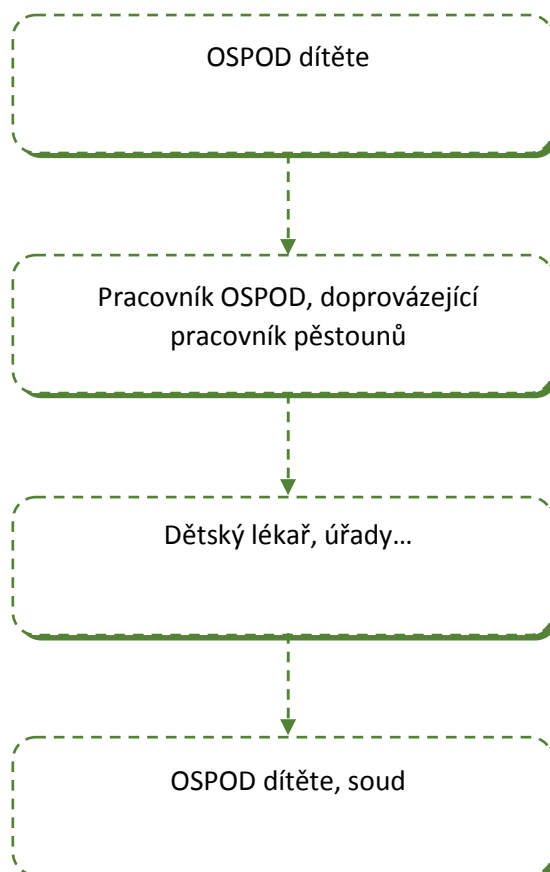 OSPOD dítěte
Pracovník OSPOD, doprovázející
pracovník pěstounů
Dětský lékař, úřady…
OSPOD dítěte, soud